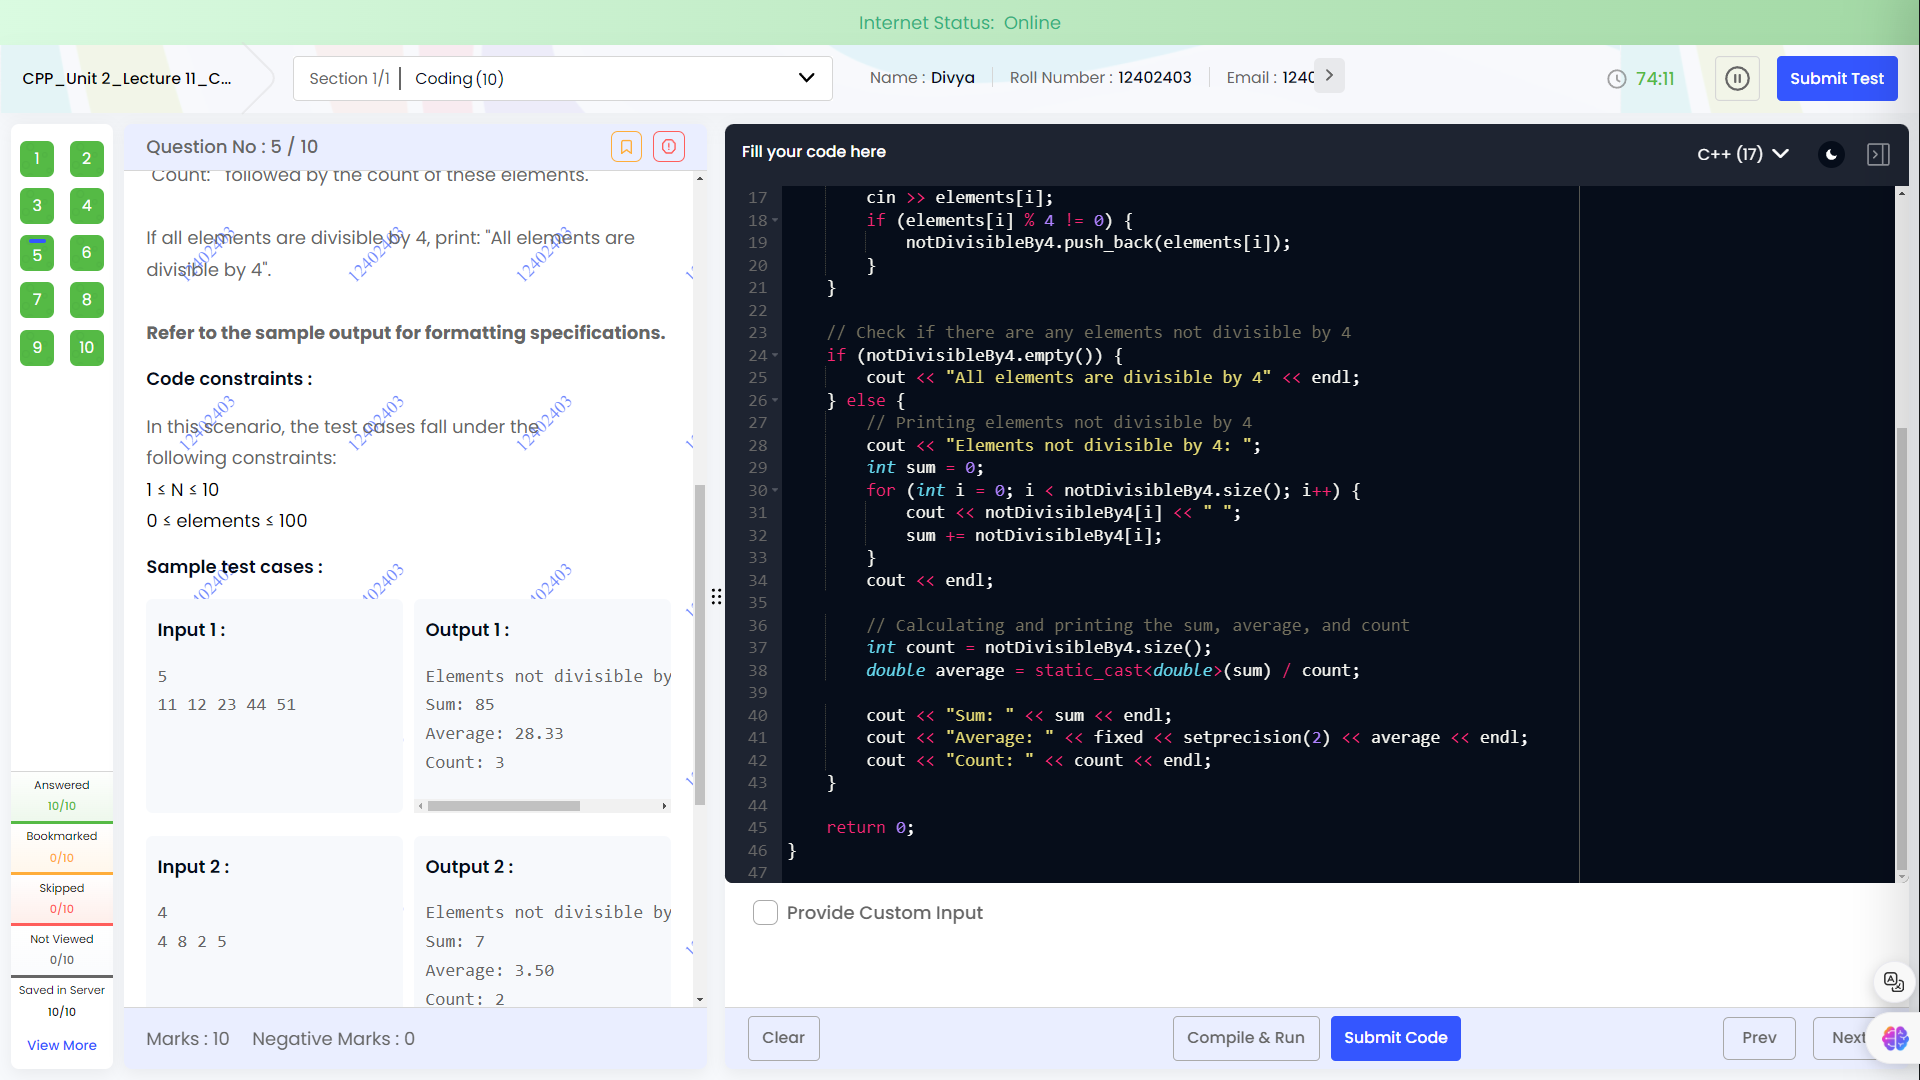 Internet Status: Online
CPP_Unit 2_Lecture 11_C...
Section 1/1 | Coding (10)
Name : Divya
Roll Number : 12402403
Email : 1240
74:11
Submit Test
1 2
3 4
5 6
7 8
9 10
Answered
10/10
Bookmarked
0/10
Skipped
0/10
Not Viewed
0/10
Saved in Server
10/10
View More
Question No : 5 / 10
"Count: " followed by the count of these elements.
If all elements are divisible by 4, print: "All elements are
divisible by 4".
Refer to the sample output for formatting specifications.
Code constraints :
In this scenario, the test cases fall under the
following constraints:
1 ≤ N ≤ 10
0 ≤ elements ≤ 100
Sample test cases :
Input 1 :
5
11 12 23 44 51
Output 1 :
Elements not divisible by
Sum: 85
Average: 28.33
Count: 3
Input 2 :
4
4 8 2 5
Output 2 :
Elements not divisible by
Sum: 7
Average: 3.50
Count: 2
12402403 12402403 12402403
12402403 12402403 12402403
Marks : 10 Negative Marks : 0
Fill your code here
C++ (17)
17 cin >> elements[i];
18 if (elements[i] % 4 != 0) {
19 notDivisibleBy4.push_back(elements[i]);
20 }
21 }
22
23 // Check if there are any elements not divisible by 4
24 if (notDivisibleBy4.empty()) {
25 cout << "All elements are divisible by 4" << endl;
26 } else {
27 // Printing elements not divisible by 4
28 cout << "Elements not divisible by 4: ";
29 int sum = 0;
30 for (int i = 0; i < notDivisibleBy4.size(); i++) {
31 cout << notDivisibleBy4[i] << " ";
32 sum += notDivisibleBy4[i];
33 }
34 cout << endl;
35
36 // Calculating and printing the sum, average, and count
37 int count = notDivisibleBy4.size();
38 double average = static_cast<double>(sum) / count;
39
40 cout << "Sum: " << sum << endl;
41 cout << "Average: " << fixed << setprecision(2) << average << endl;
42 cout << "Count: " << count << endl;
43 }
44
45 return 0;
46 }
47
Provide Custom Input
Clear
Compile & Run
Submit Code
Prev
Next